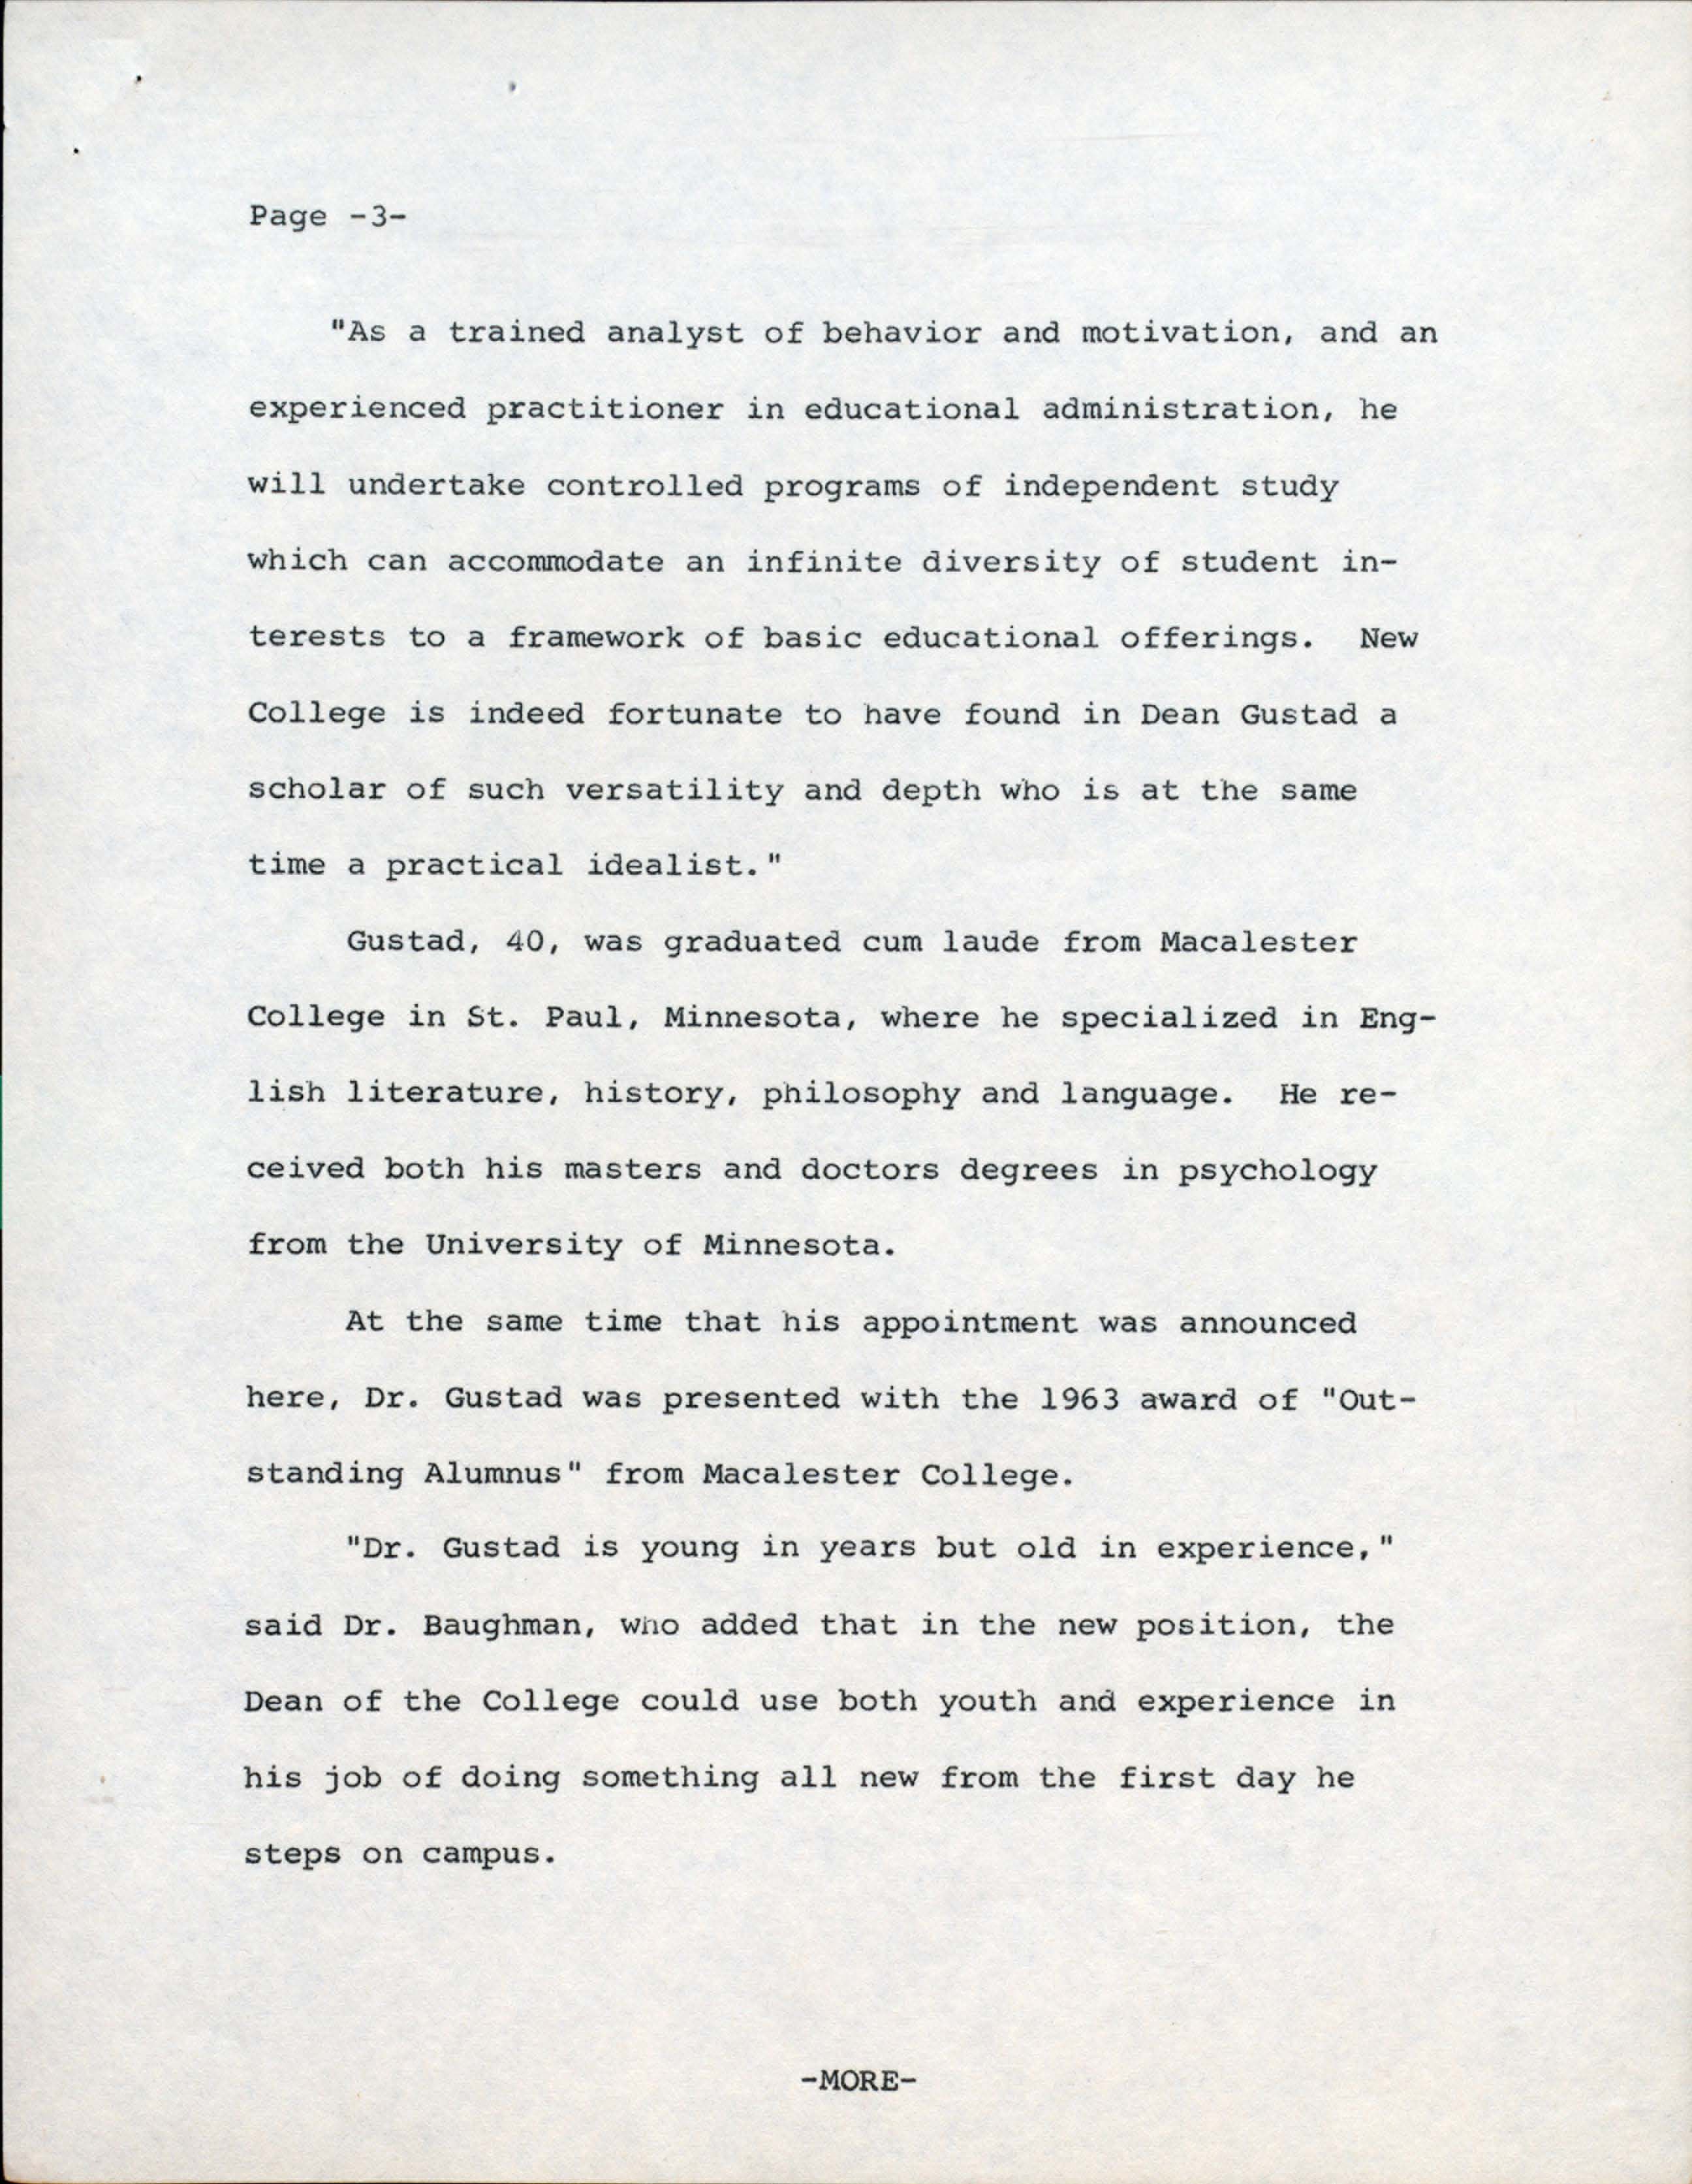 Page -3-
"As a trained analyst of behavior and motivation, and an
experienced practitioner in educational administration, he
will undertake controlled programs of independent study
which can accommodate an infinite diversity of student in-
terests to a framework of basic educational offerings.  New
College is indeed fortunate to have found in Dean Gustad a
scholar of such versatility and depth who is at the same
time a practical idealist."
Gustad, 40, was graduated cum laude from Macalester
College in St. Paul, Minnesota, where he specialized in Eng-
lish literature, history, philosophy and language.  He re-
ceived both his masters and doctors degrees in psychology
from the University of Minnesota.
At the same time that his appointment was announced
here, Dr. Gustad was presented with the 1963 award of "Out-
standing Alumnus" from Macalester College.
"Dr. Gustad is young in years but old in experience,"
said Dr. Baughman, who added that in the new position, the
Dean of the College could use both youth and experience in
his job of doing something all new from the first day he
steps on campus.
-MORE-